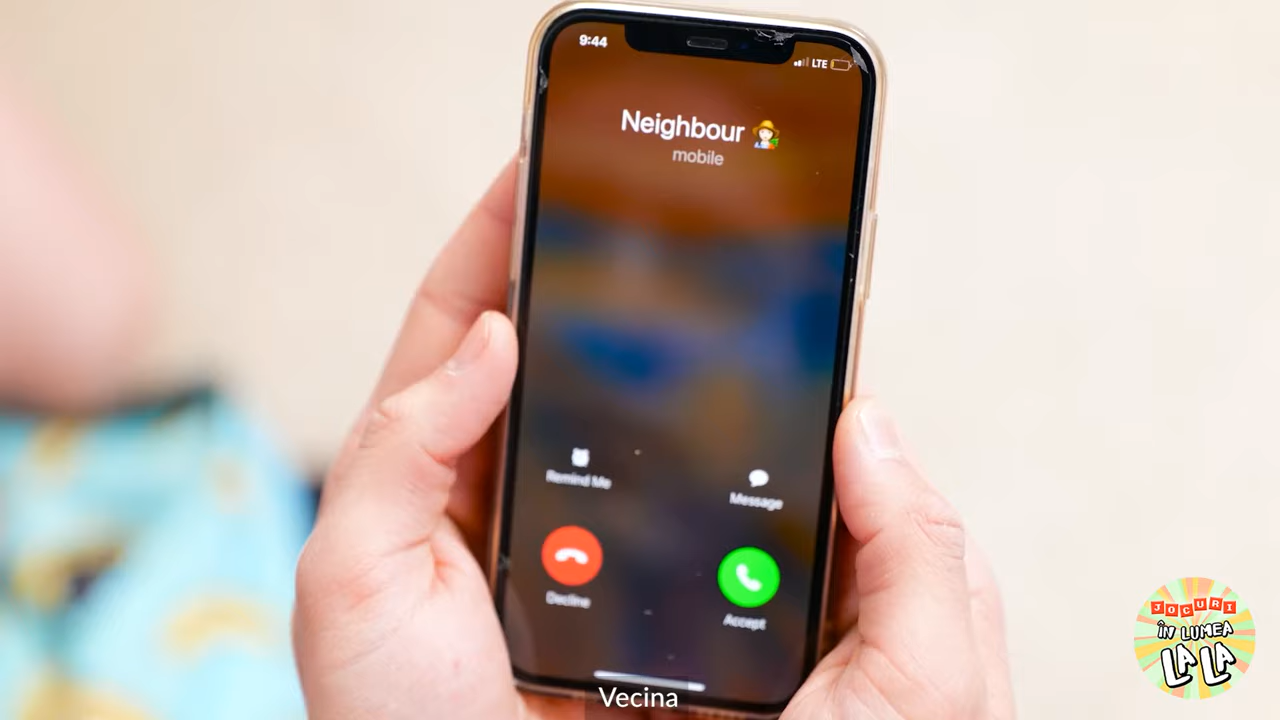 9:44
LTE
Neighbour
mobile
Remind Me
Message
Decline
Accept
Vecina
JOCURI
ÎN LUMEA
LA LA